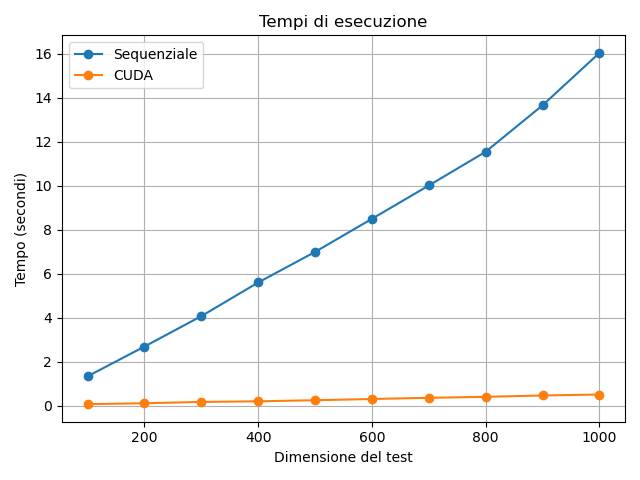 Tempi di esecuzione
Sequenziale
CUDA
Tempo (secondi)
16
14
12
10
8
6
4
2
0
200 400 600 800 1000
Dimensione del test